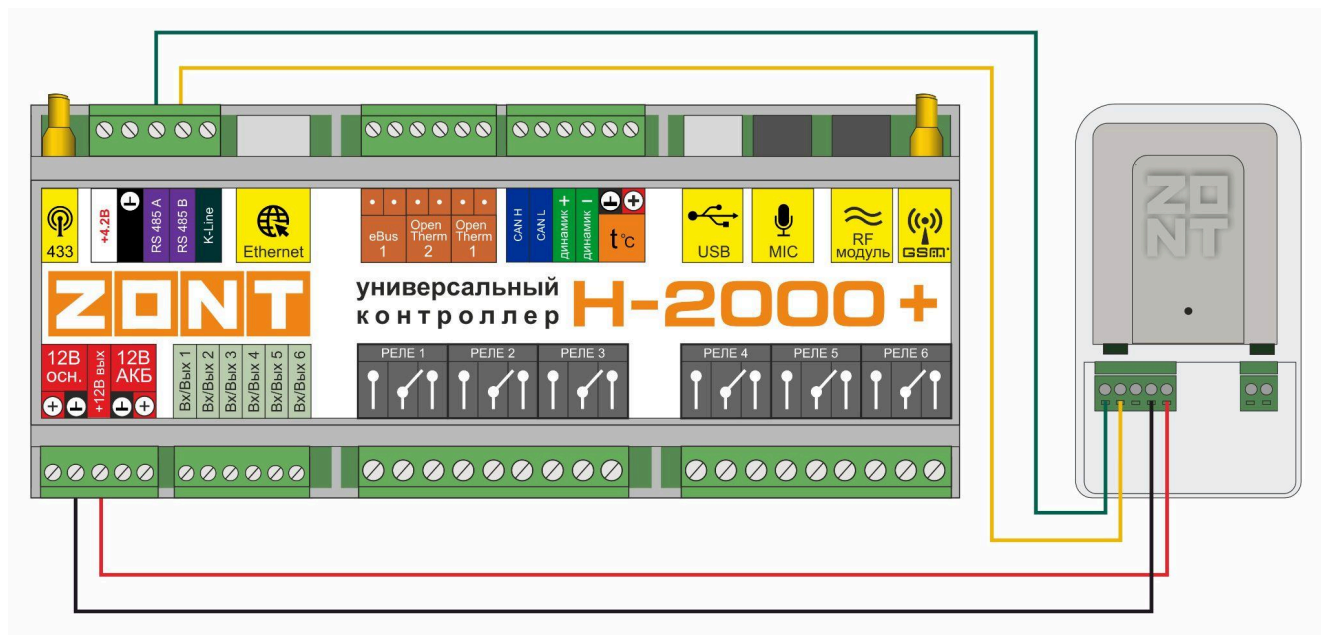 433
+4.2В
RS 485 A
RS 485 B
K-Line
Ethernet
eBus
1
Open
Therm
2
Open
Therm
1
CAN H
CAN L
динамик +
динамик −
t°C
USB
MIC
RF
модуль
GSM
ZONT
универсальный
контроллер
H-2000+
12В
осн.
+12В вых
12В
АКБ
Вх/Вых 1
Вх/Вых 2
Вх/Вых 3
Вх/Вых 4
Вх/Вых 5
Вх/Вых 6
РЕЛЕ 1
РЕЛЕ 2
РЕЛЕ 3
РЕЛЕ 4
РЕЛЕ 5
РЕЛЕ 6
ZO
NT